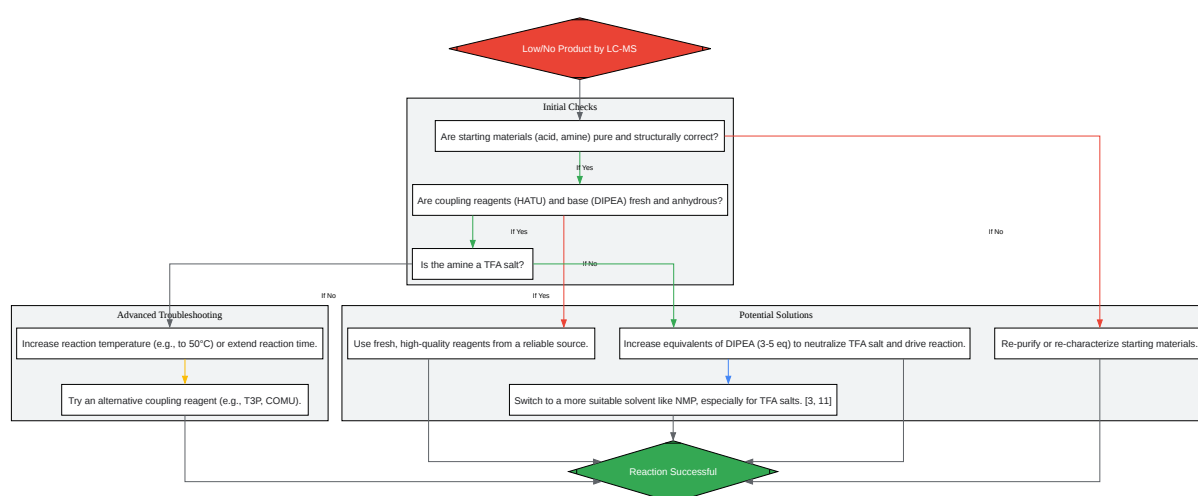 Low/No Product by LC-MS
Initial Checks
Are starting materials (acid, amine) pure and structurally correct?
If Yes
Are coupling reagents (HATU) and base (DIPEA) fresh and anhydrous?
If Yes
If No
Is the amine a TFA salt?
If No
If No
If Yes
Advanced Troubleshooting
Potential Solutions
Increase reaction temperature (e.g., to 50°C) or extend reaction time.
Use fresh, high-quality reagents from a reliable source.
Increase equivalents of DIPEA (3-5 eq) to neutralize TFA salt and drive reaction.
Re-purify or re-characterize starting materials.
Try an alternative coupling reagent (e.g., T3P, COMU).
Switch to a more suitable solvent like NMP, especially for TFA salts. [3, 11]
Reaction Successful